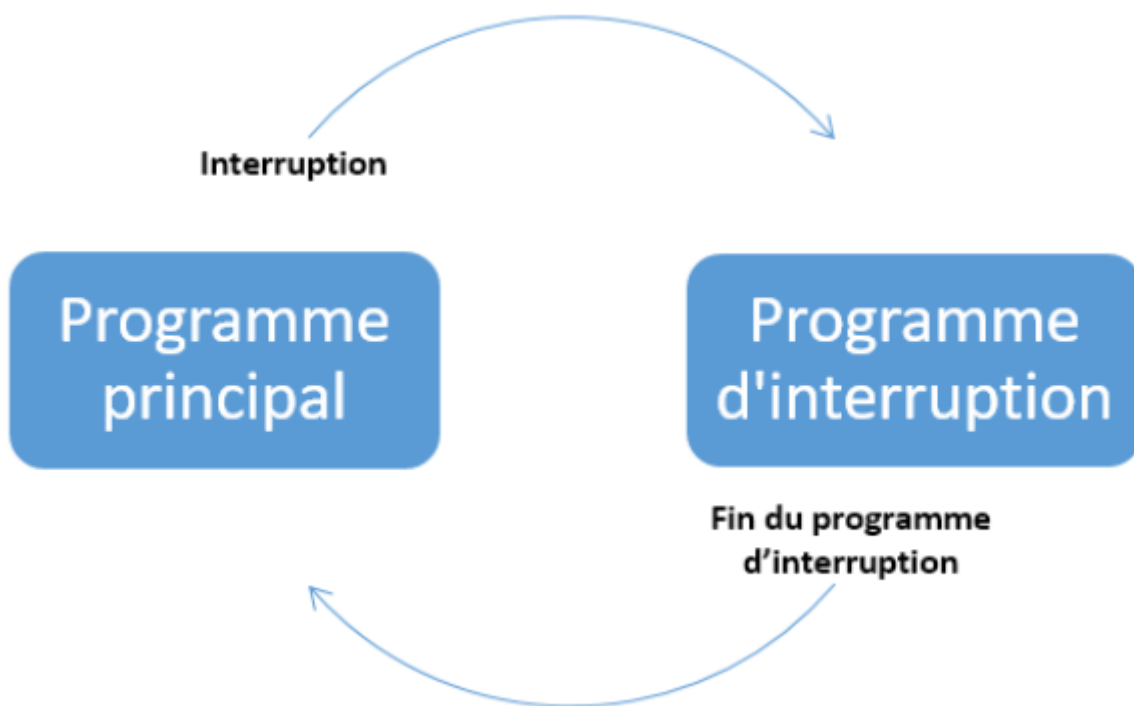 Interruption
Programme
principal
Programme
d'interruption
Fin du programme
d’interruption